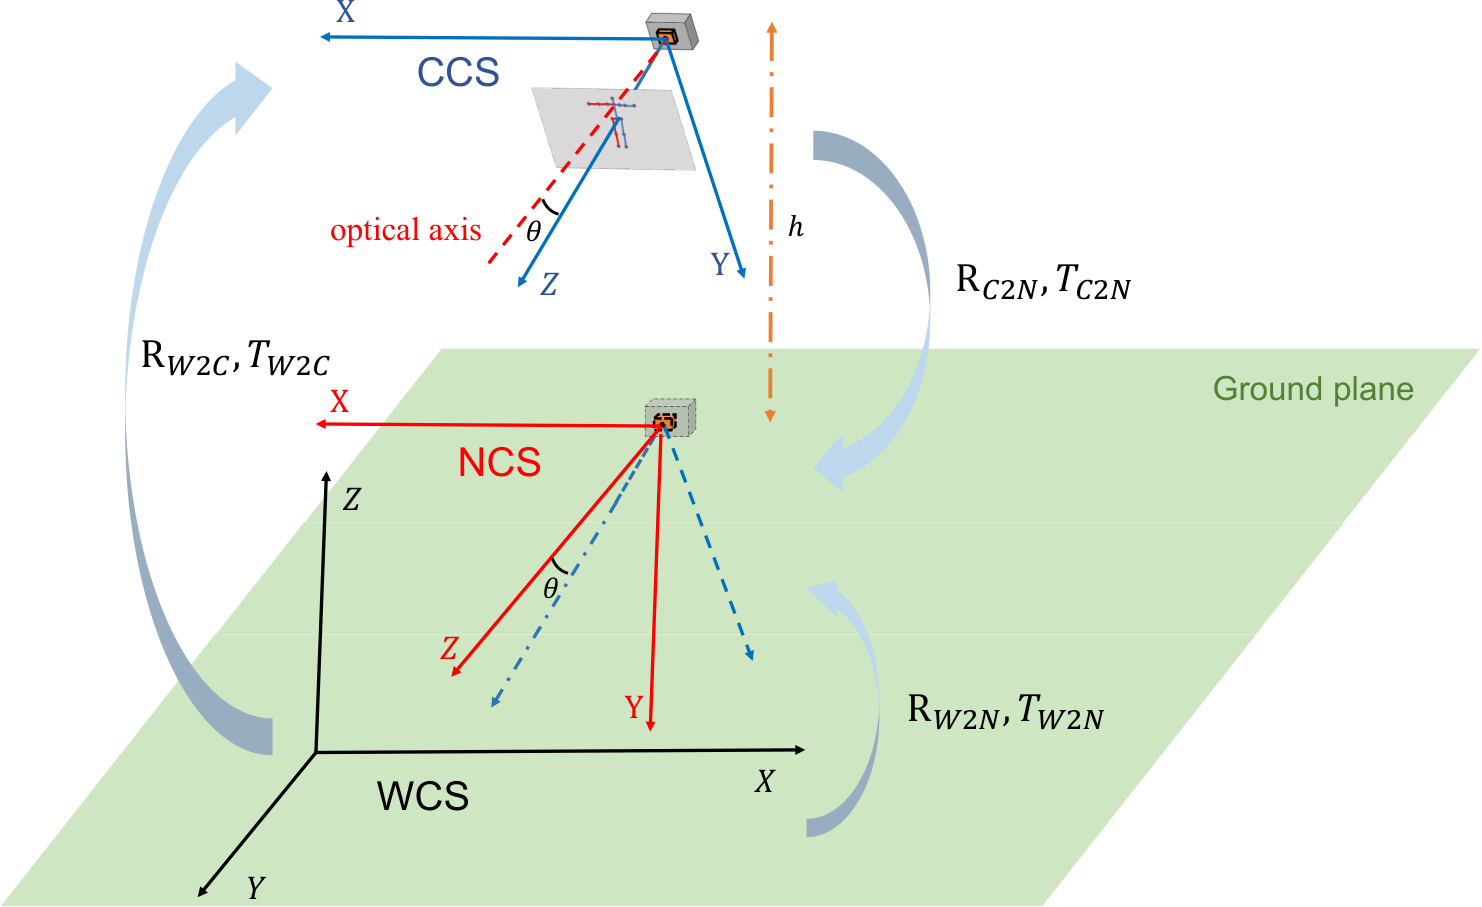 X
CCS
optical axis
θ
Z
Y
h
R_{C2N}, T_{C2N}
R_{W2C}, T_{W2C}
Ground plane
X
NCS
Z
θ
Z
Y
R_{W2N}, T_{W2N}
X
WCS
Y